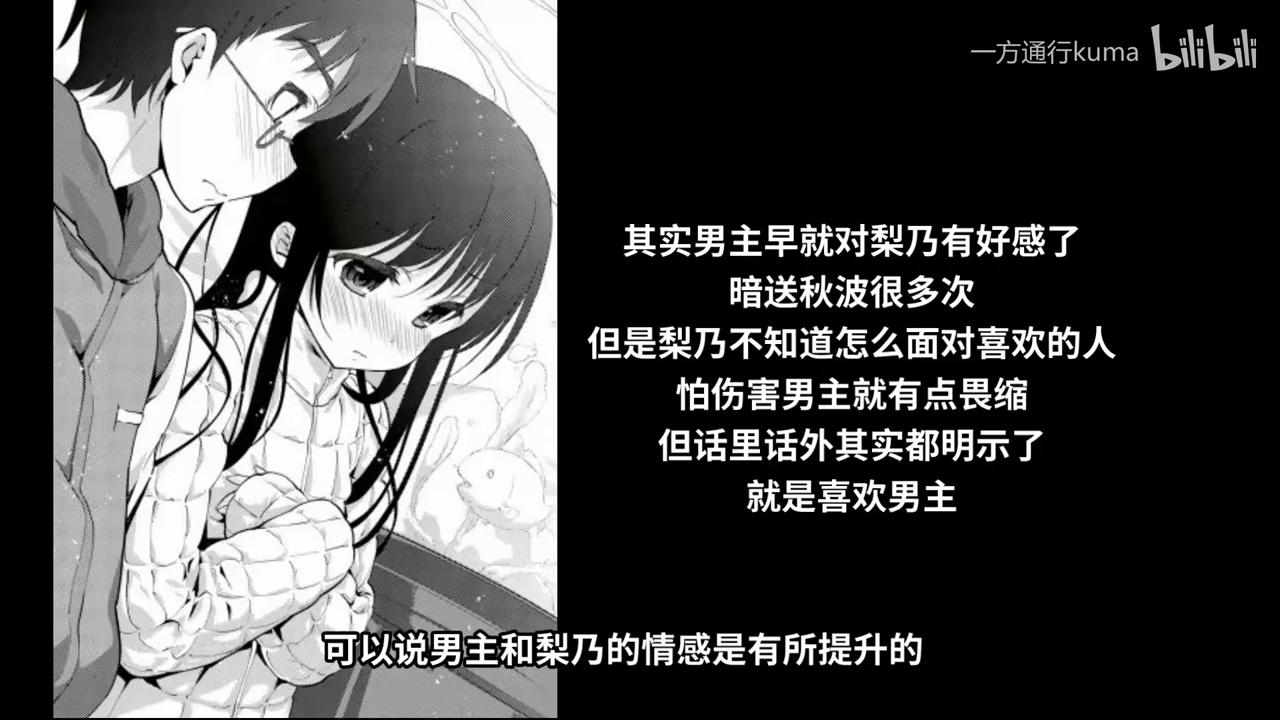 一方通行kuma bilibili
其实男主早就对梨乃有好感了
暗送秋波很多次
但是梨乃不知道怎么面对喜欢的人
怕伤害男主就有点畏缩
但话里话外其实都明示了
就是喜欢男主
可以说男主和梨乃的情感是有所提升的